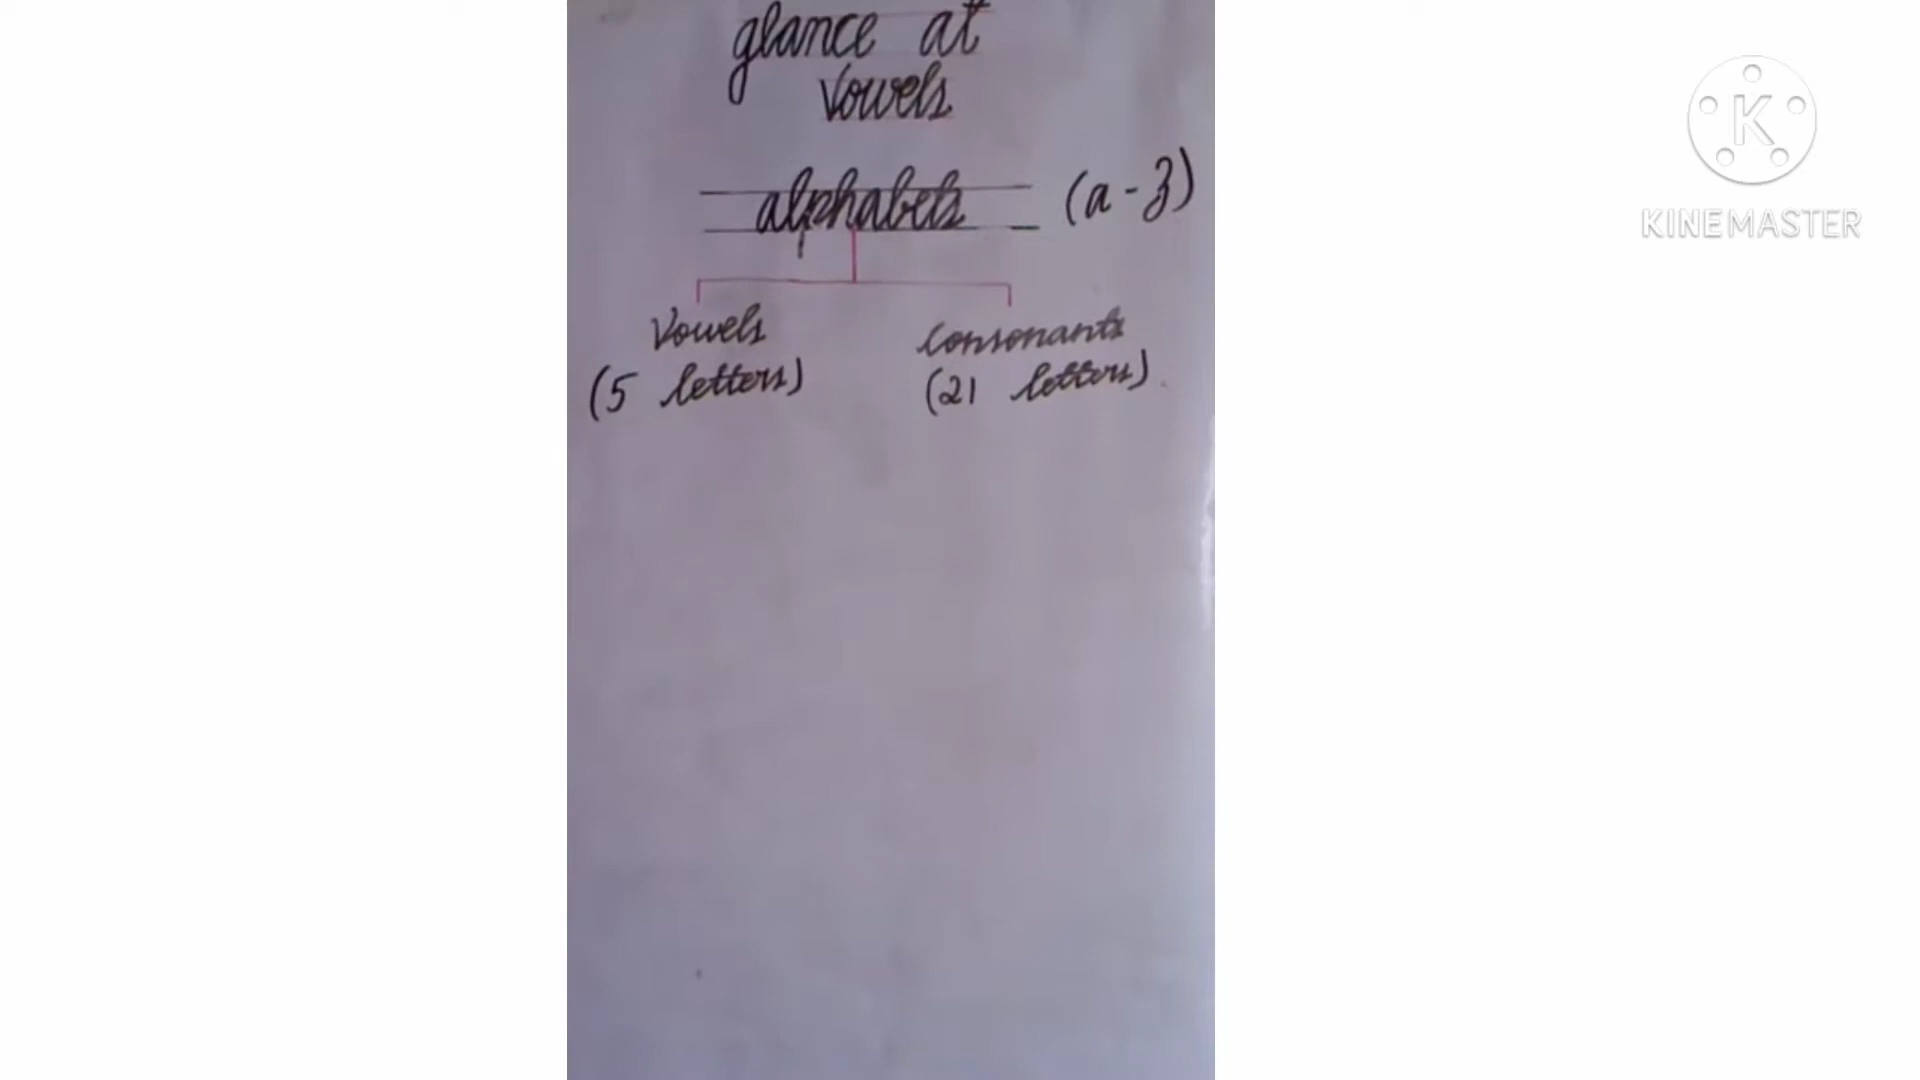 glance at
Vowels
alphabets (a-z)
Vowels
(5 letters)
Consonants
(21 letters)
K
KINEMASTER